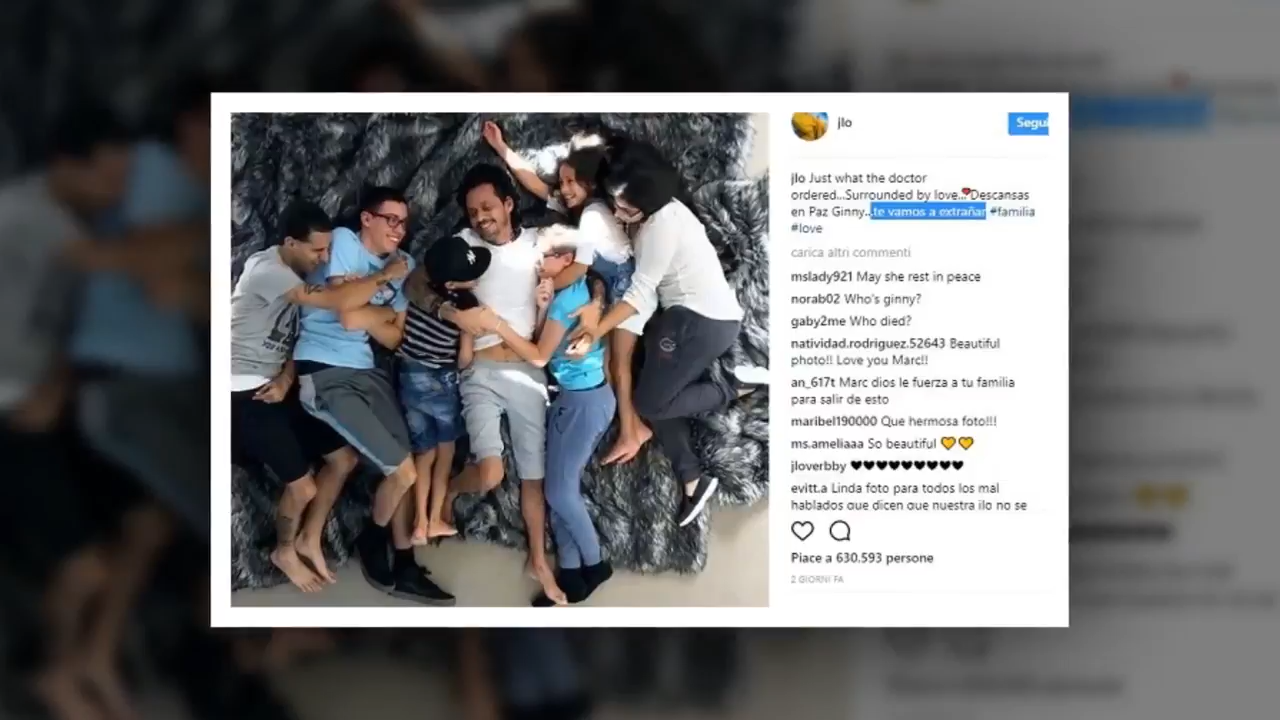 jlo
Segui
jlo Just what the doctor
ordered...Surrounded by love...❣Descansas
en Paz Ginny...te vamos a extrañar #familia
#love
carica altri commenti
mslady921 May she rest in peace
norab02 Who's ginny?
gaby2me Who died?
natividad.rodriguez.52643 Beautiful
photo!! Love you Marc!!
an_617t Marc dios le fuerza a tu familia
para salir de esto
maribel190000 Que hermosa foto!!!
ms.ameliaaa So beautiful 💛💛
jloverbby ♥♥♥♥♥♥♥♥♥
evitt.a Linda foto para todos los mal
hablados que dicen que nuestra jlo no se
Piace a 630.593 persone
2 GIORNI FA